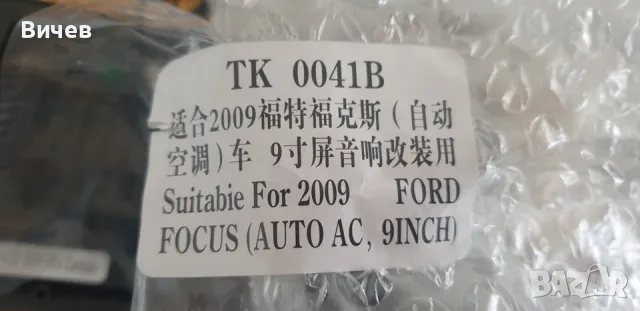 Вичев
TK 0041B
适合2009福特福克斯（自动
空调）车 9寸屏音响改装用
Suitabie For 2009 FORD
FOCUS (AUTO AC, 9INCH)
BAZAR